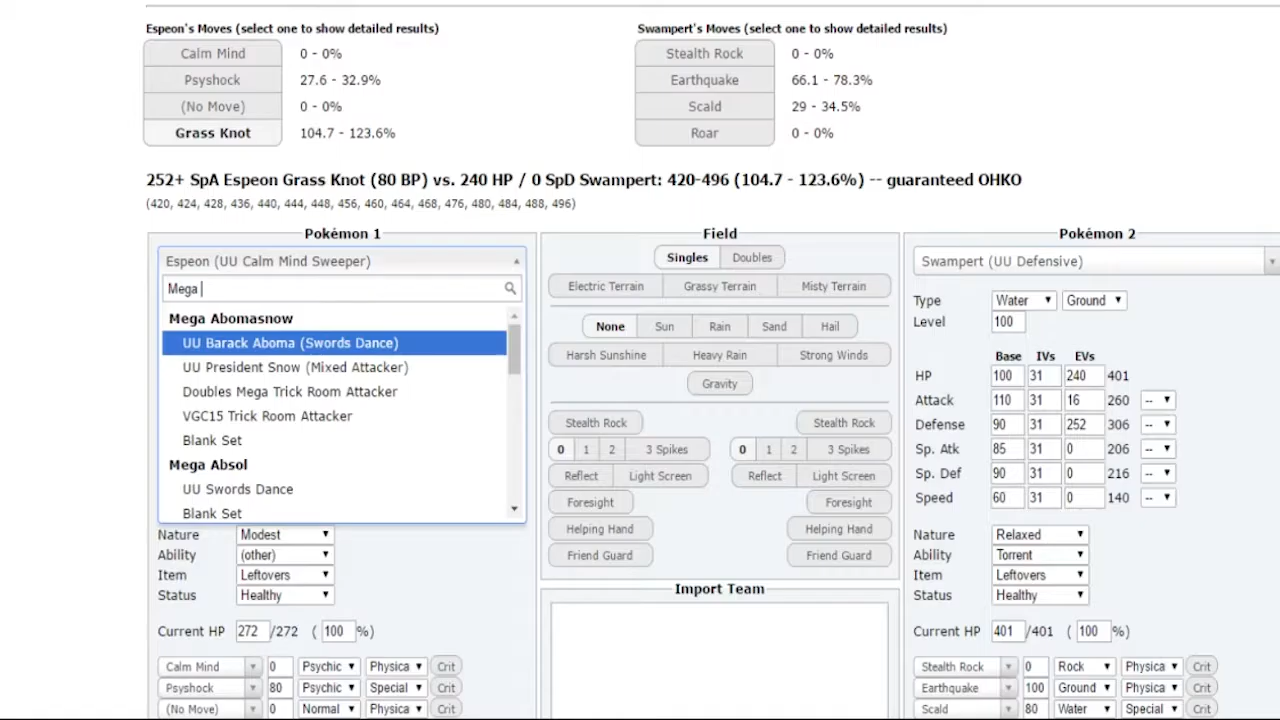 Espeon's Moves (select one to show detailed results)
Swampert's Moves (select one to show detailed results)
Calm Mind 0 - 0%
Psyshock 27.6 - 32.9%
(No Move) 0 - 0%
Grass Knot 104.7 - 123.6%
Stealth Rock 0 - 0%
Earthquake 66.1 - 78.3%
Scald 29 - 34.5%
Roar 0 - 0%
252+ SpA Espeon Grass Knot (80 BP) vs. 240 HP / 0 SpD Swampert: 420-496 (104.7 - 123.6%) -- guaranteed OHKO
(420, 424, 428, 436, 440, 444, 448, 456, 460, 464, 468, 476, 480, 484, 488, 496)
Pokémon 1
Espeon (UU Calm Mind Sweeper)
Mega
Mega Abomasnow
UU Barack Aboma (Swords Dance)
UU President Snow (Mixed Attacker)
Doubles Mega Trick Room Attacker
VGC15 Trick Room Attacker
Blank Set
Mega Absol
UU Swords Dance
Blank Set
Nature Modest
Ability (other)
Item Leftovers
Status Healthy
Current HP 272 /272 ( 100 %)
Calm Mind 0 Psychic Physica Crit
Psyshock 80 Psychic Special Crit
(No Move) 0 Normal Physica Crit
Field
Singles Doubles
Electric Terrain Grassy Terrain Misty Terrain
None Sun Rain Sand Hail
Harsh Sunshine Heavy Rain Strong Winds
Gravity
Stealth Rock Stealth Rock
0 1 2 3 Spikes 0 1 2 3 Spikes
Reflect Light Screen Reflect Light Screen
Foresight Foresight
Helping Hand Helping Hand
Friend Guard Friend Guard
Import Team
Pokémon 2
Swampert (UU Defensive)
Type Water Ground
Level 100
Base IVs EVs
HP 100 31 240 401
Attack 110 31 16 260 --
Defense 90 31 252 306 --
Sp. Atk 85 31 0 206 --
Sp. Def 90 31 0 216 --
Speed 60 31 0 140 --
Nature Relaxed
Ability Torrent
Item Leftovers
Status Healthy
Current HP 401 /401 ( 100 %)
Stealth Rock 0 Rock Physica Crit
Earthquake 100 Ground Physica Crit
Scald 80 Water Special Crit